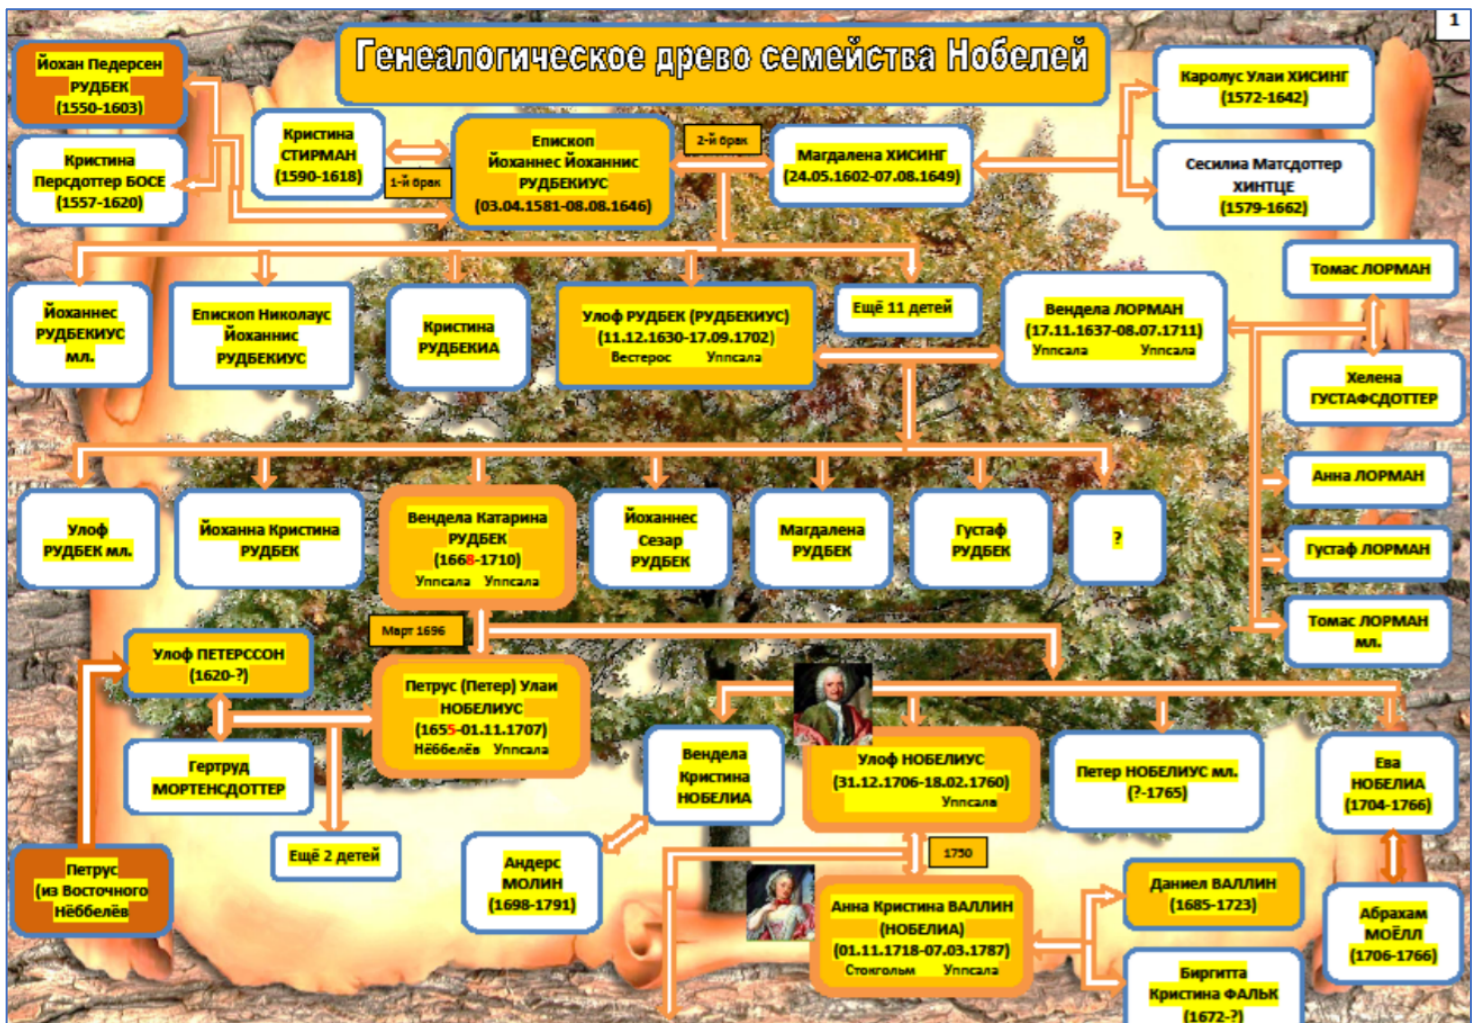 1
Генеалогическое древо семейства Нобелей
Йохан Педерсен
РУДБЕК
(1550-1603)
Кристина
Персдоттер БОСЕ
(1557-1620)
Кристина
СТИРМАН
(1590-1618)
1-й брак
Епископ
Йоханнес Йоханнис
РУДБЕКИУС
(03.04.1581-08.08.1646)
2-й брак
Магдалена ХИСИНГ
(24.05.1602-07.08.1649)
Каролус Улаи ХИСИНГ
(1572-1642)
Сесилиа Матсдоттер
ХИНТЦЕ
(1579-1662)
Йоханнес
РУДБЕКИУС
мл.
Епископ Николаус
Йоханнис
РУДБЕКИУС
Кристина
РУДБЕКИА
Улоф РУДБЕК (РУДБЕКИУС)
(11.12.1630-17.09.1702)
Вестерос Уппсала
Ещё 11 детей
Вендела ЛОРМАН
(17.11.1637-08.07.1711)
Уппсала Уппсала
Томас ЛОРМАН
Хелена
ГУСТАФСДОТТЕР
Анна ЛОРМАН
Густаф ЛОРМАН
Томас ЛОРМАН
мл.
Улоф
РУДБЕК мл.
Йоханна Кристина
РУДБЕК
Вендела Катарина
РУДБЕК
(1668-1710)
Уппсала Уппсала
Йоханнес
Сезар
РУДБЕК
Магдалена
РУДБЕК
Густаф
РУДБЕК
?
Март 1696
Улоф ПЕТЕРССОН
(1620-?)
Петрус (Петер) Улаи
НОБЕЛИУС
(1655-01.11.1707)
Нёббелёв Уппсала
Гертруд
МОРТЕНСДОТТЕР
Ещё 2 детей
Петрус
(из Восточного
Нёббелёв
Вендела
Кристина
НОБЕЛИА
Андерс
МОЛИН
(1698-1791)
Улоф НОБЕЛИУС
(31.12.1706-18.02.1760)
Уппсала
Петер НОБЕЛИУС мл.
(?-1765)
Ева
НОБЕЛИА
(1704-1766)
1730
Анна Кристина ВАЛЛИН
(НОБЕЛИА)
(01.11.1718-07.03.1787)
Стокгольм Уппсала
Даниел ВАЛЛИН
(1685-1723)
Биргитта
Кристина ФАЛЬК
(1672-?)
Абрахам
МОЁЛЛ
(1706-1766)